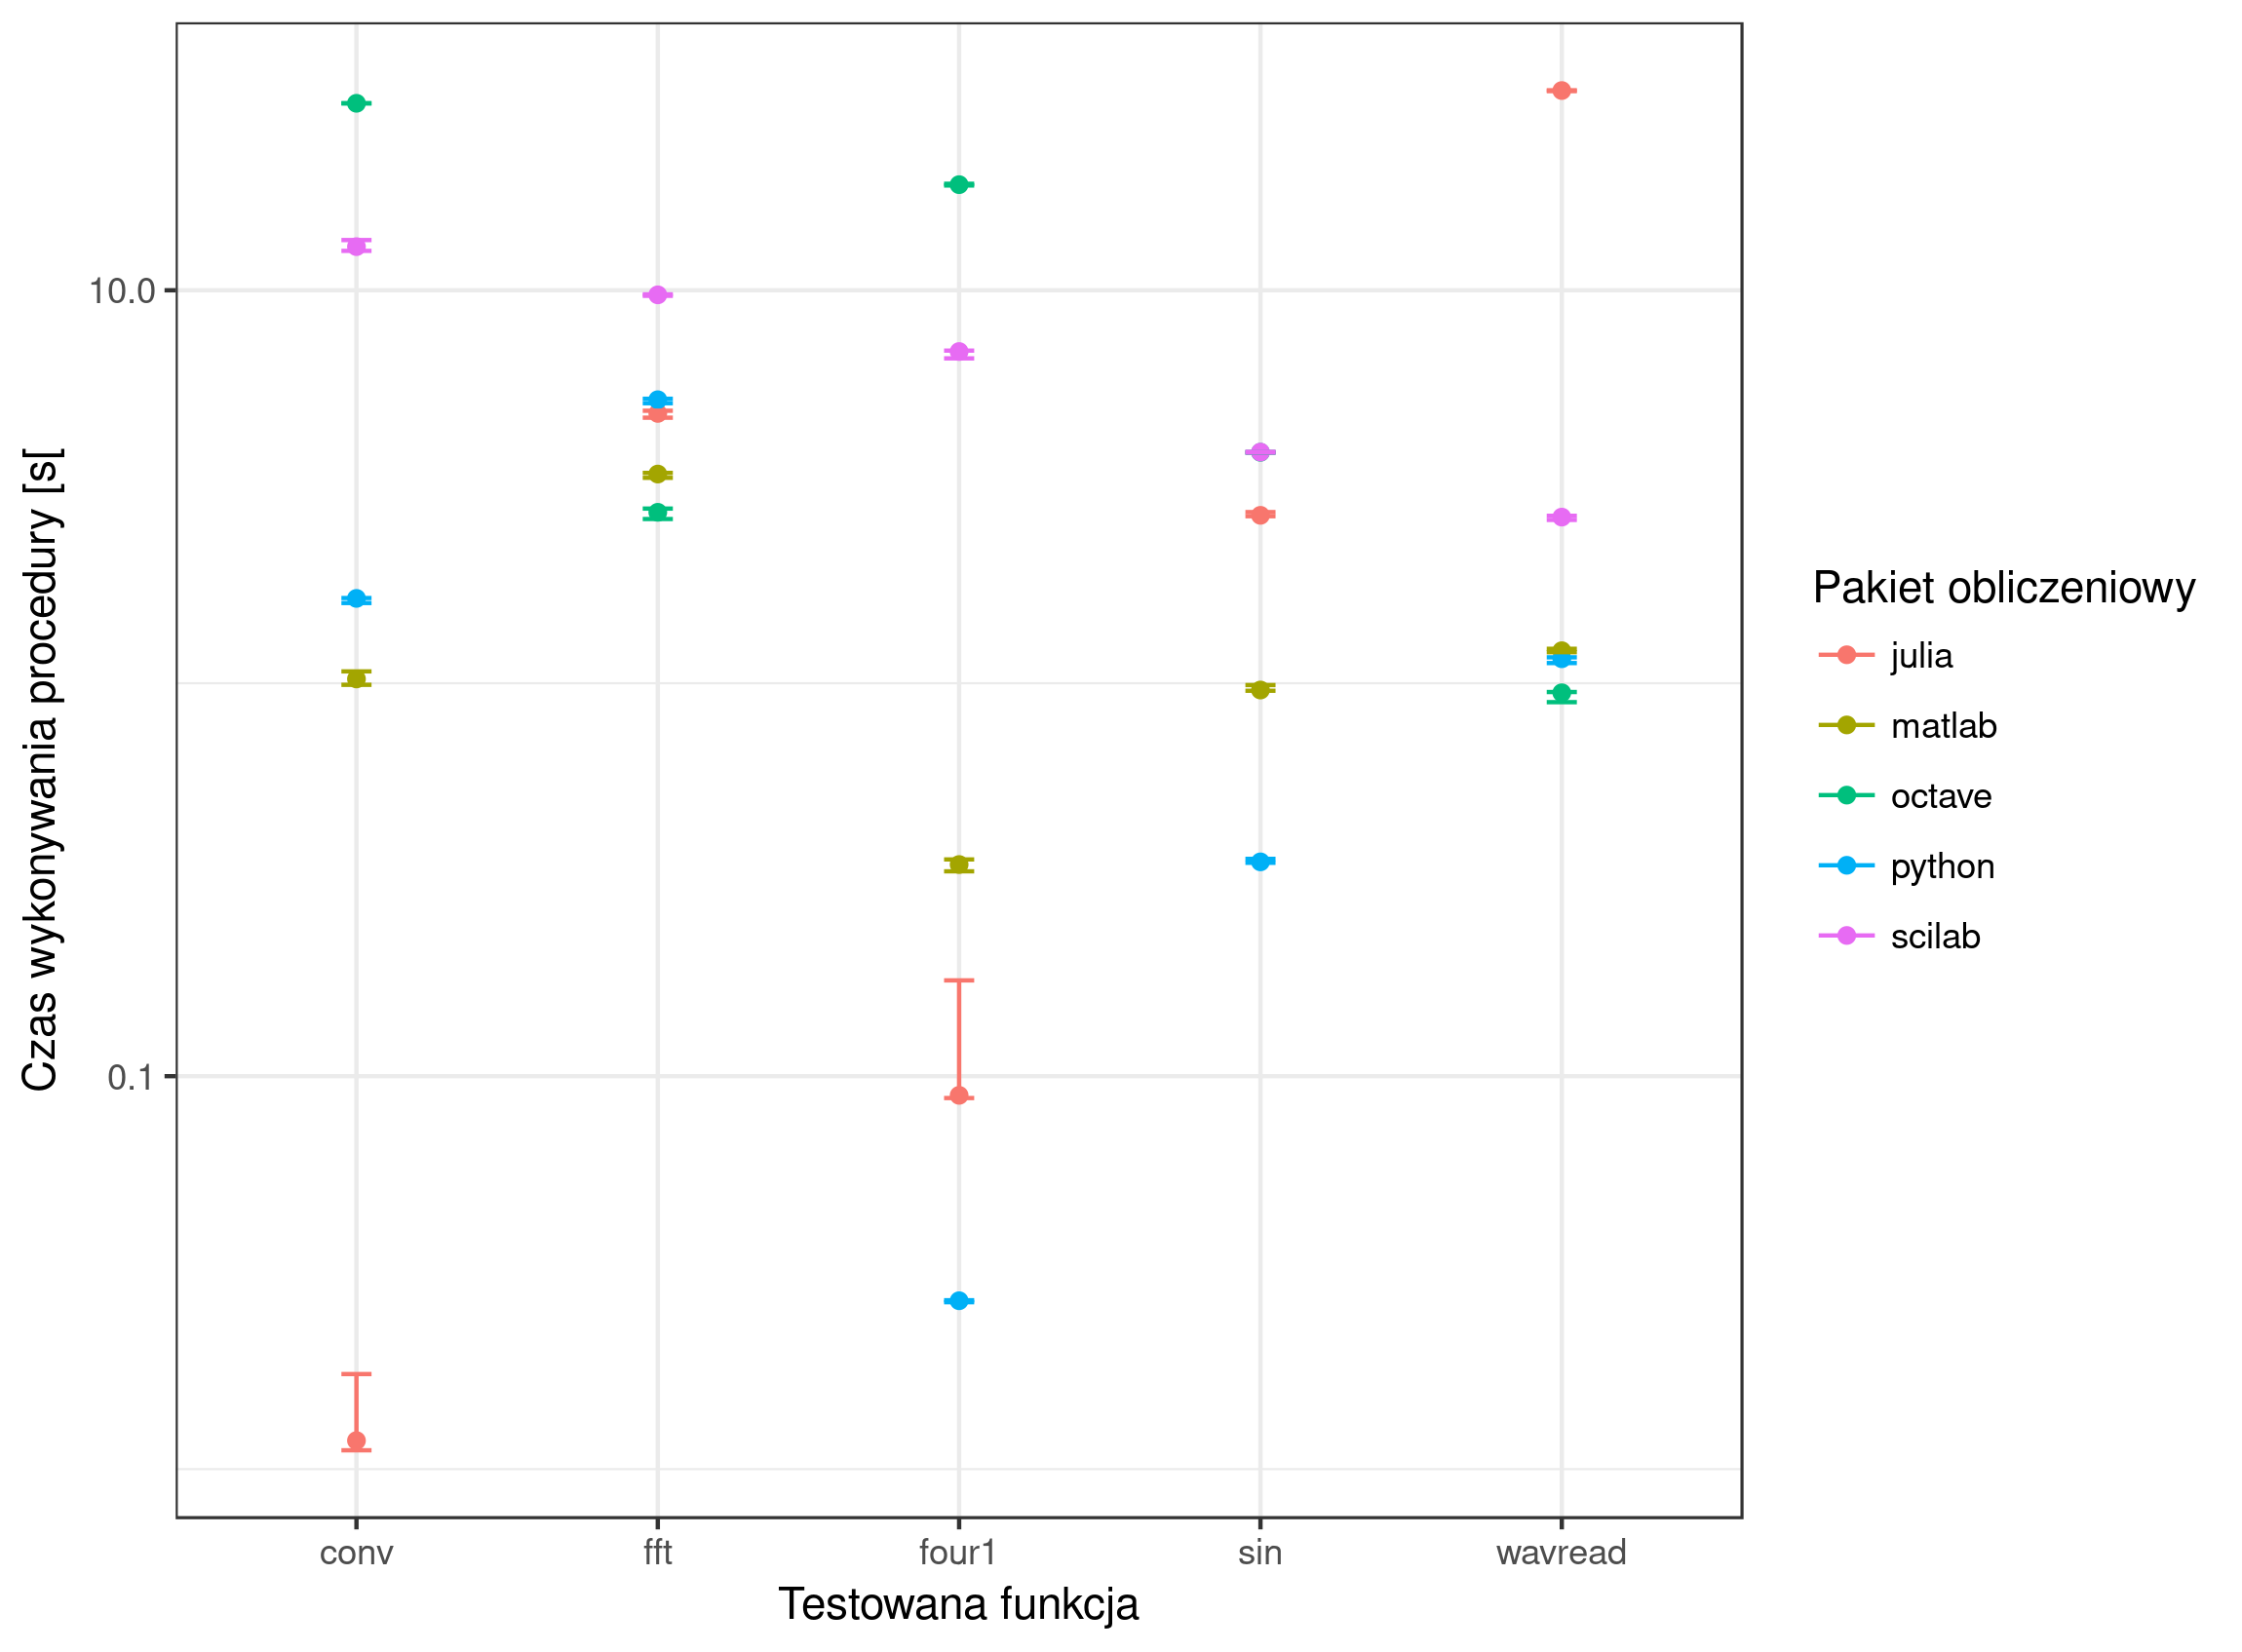 Czas wykonywania procedury [s[
10.0
0.1
conv
fft
four1
sin
wavread
Testowana funkcja
Pakiet obliczeniowy
julia
matlab
octave
python
scilab